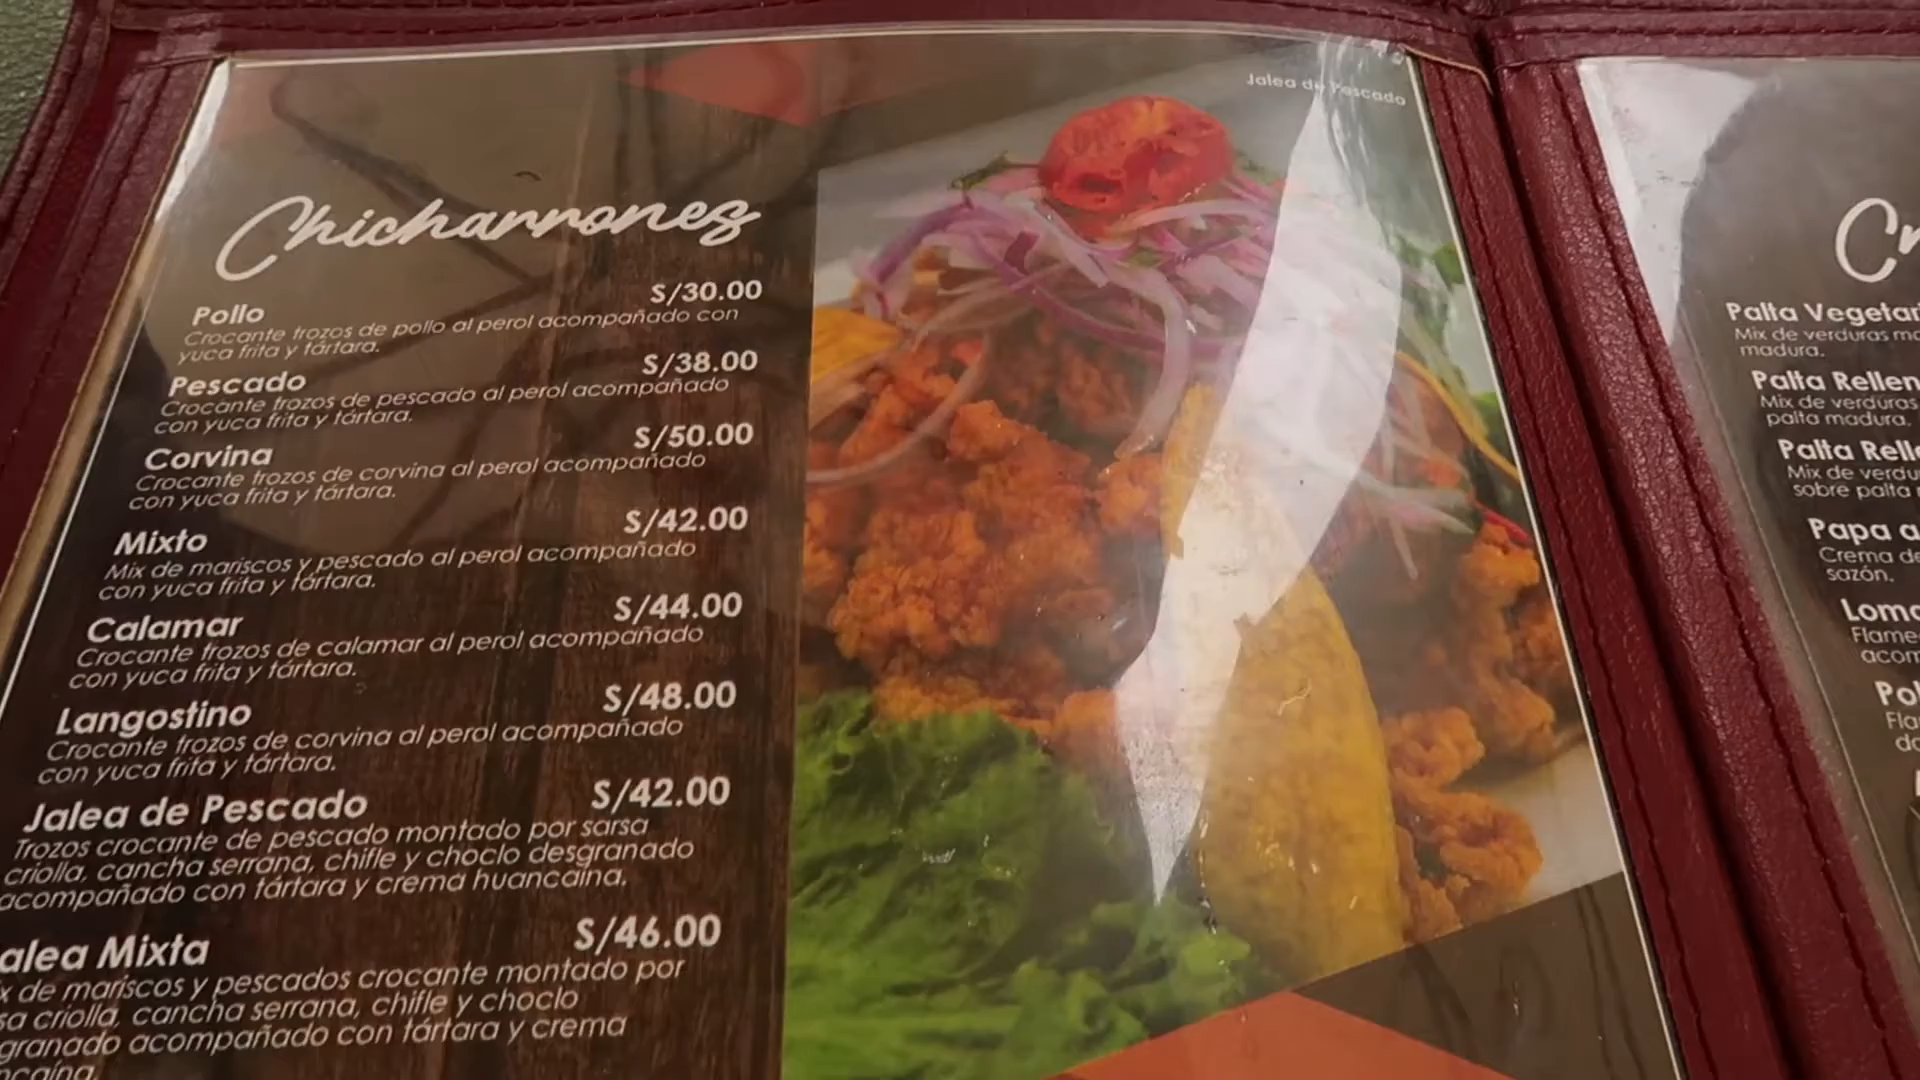 Jalea de Pescado
Chicharrones
Pollo S/30.00
Crocante trozos de pollo al perol acompañado con
yuca frita y tártara.
Pescado S/38.00
Crocante trozos de pescado al perol acompañado
con yuca frita y tártara.
Corvina S/50.00
Crocante trozos de corvina al perol acompañado
con yuca frita y tártara.
Mixto S/42.00
Mix de mariscos y pescado al perol acompañado
con yuca frita y tártara.
Calamar S/44.00
Crocante trozos de calamar al perol acompañado
con yuca frita y tártara.
Langostino S/48.00
Crocante trozos de corvina al perol acompañado
con yuca frita y tártara.
Jalea de Pescado S/42.00
Trozos crocante de pescado montado por sarsa
criolla, cancha serrana, chifle y choclo desgranado
acompañado con tártara y crema huancaína.
alea Mixta S/46.00
x de mariscos y pescados crocante montado por
sa criolla, cancha serrana, chifle y choclo
granado acompañado con tártara y crema
ncaína.
Palta Vegetar
Mix de verduras
madura.
Palta Rellen
Mix de verduras
palta madura.
Palta Relle
Mix de verdu
sobre palta
Papa a
Crema de
sazón.
Lomo
Flame
acom